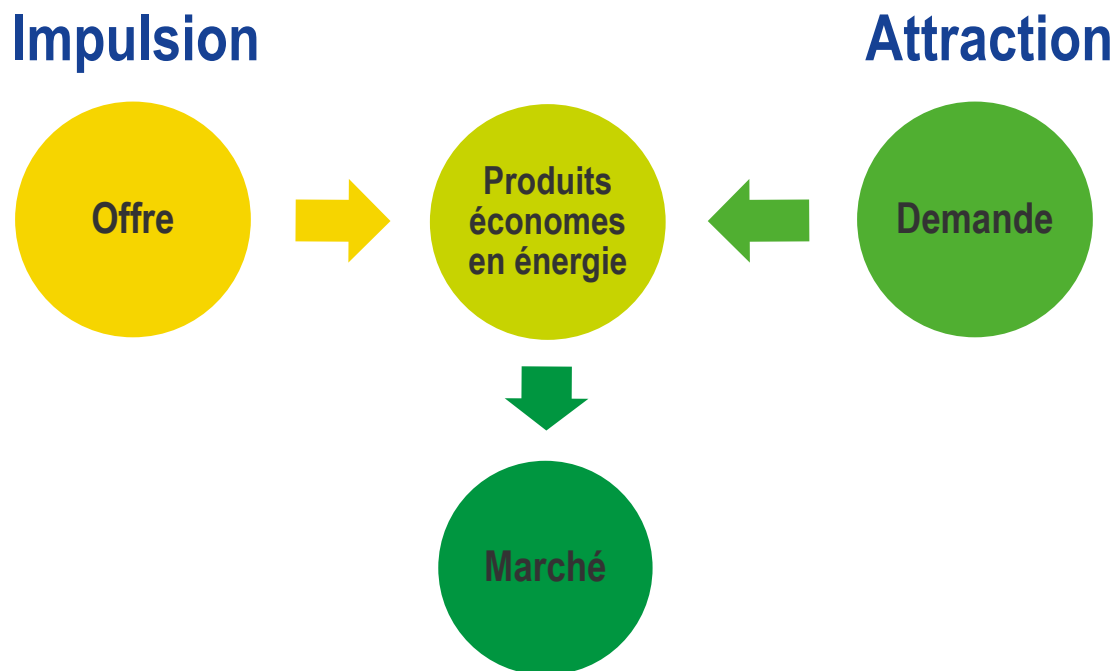 Impulsion
Attraction
Offre
Produits
économes
en énergie
Demande
Marché